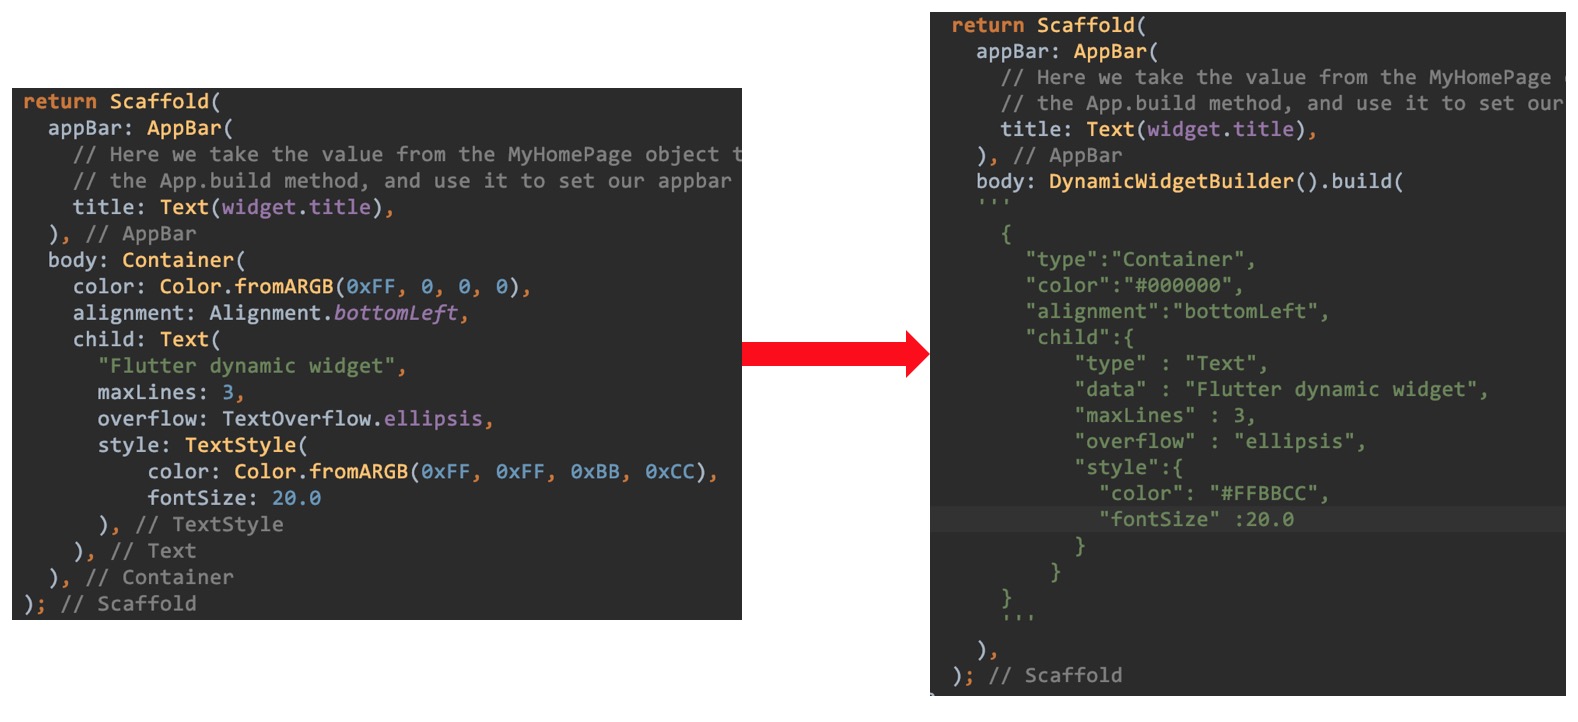 return Scaffold(
appBar: AppBar(
// Here we take the value from the MyHomePage object t
// the App.build method, and use it to set our appbar
title: Text(widget.title),
), // AppBar
body: Container(
color: Color.fromARGB(0xFF, 0, 0, 0),
alignment: Alignment.bottomLeft,
child: Text(
"Flutter dynamic widget",
maxLines: 3,
overflow: TextOverflow.ellipsis,
style: TextStyle(
color: Color.fromARGB(0xFF, 0xFF, 0xBB, 0xCC),
fontSize: 20.0
), // TextStyle
), // Text
), // Container
); // Scaffold
return Scaffold(
appBar: AppBar(
// Here we take the value from the MyHomePage
// the App.build method, and use it to set our
title: Text(widget.title),
), // AppBar
body: DynamicWidgetBuilder().build(
'''
{
"type":"Container",
"color":"#000000",
"alignment":"bottomLeft",
"child":{
"type" : "Text",
"data" : "Flutter dynamic widget",
"maxLines" : 3,
"overflow" : "ellipsis",
"style":{
"color": "#FFBBCC",
"fontSize" :20.0
}
}
}
'''
),
); // Scaffold